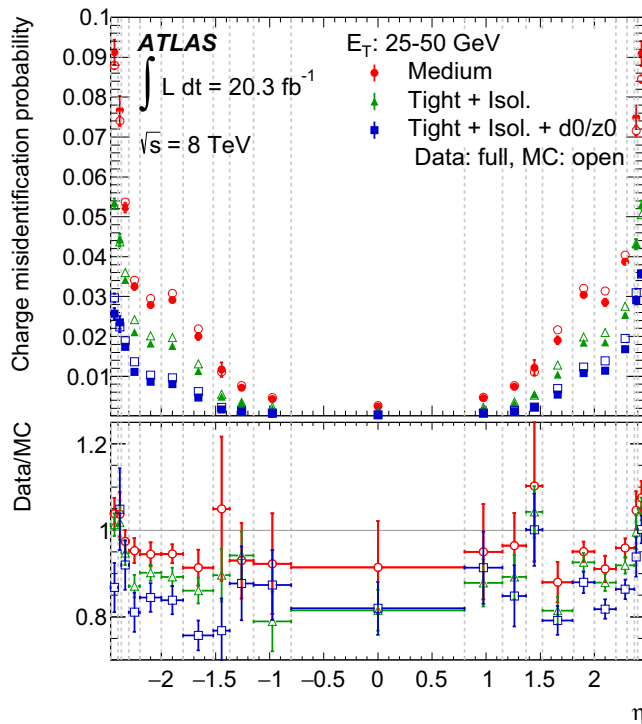 0.1
0.09
0.08
0.07
0.06
0.05
0.04
0.03
0.02
0.01
Charge misidentification probability
ATLAS
∫ L dt = 20.3 fb⁻¹
√s = 8 TeV
E_T: 25-50 GeV
Medium
Tight + Isol.
Tight + Isol. + d0/z0
Data: full, MC: open
Data/MC
1.2
1
0.8
−2 −1.5 −1 −0.5 0 0.5 1 1.5 2
η